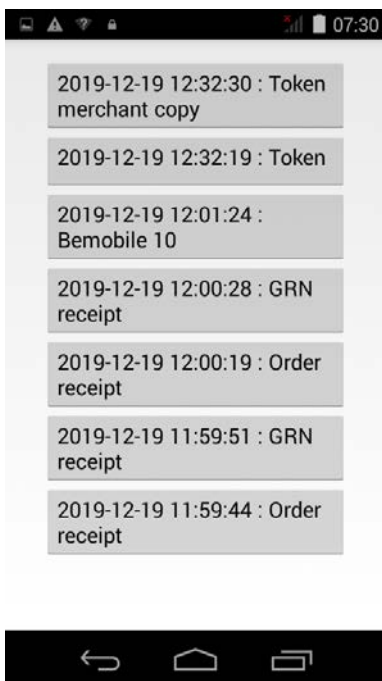 07:30
2019-12-19 12:32:30 : Token
merchant copy
2019-12-19 12:32:19 : Token
2019-12-19 12:01:24 :
Bemobile 10
2019-12-19 12:00:28 : GRN
receipt
2019-12-19 12:00:19 : Order
receipt
2019-12-19 11:59:51 : GRN
receipt
2019-12-19 11:59:44 : Order
receipt